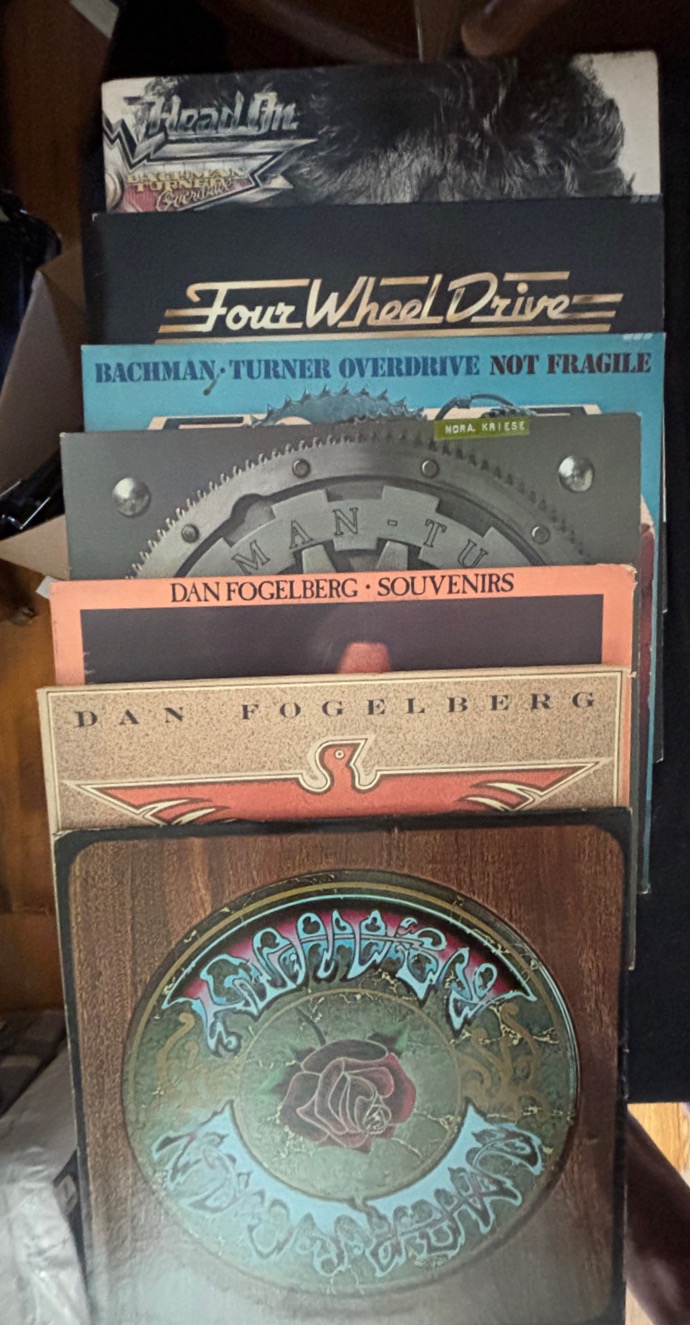 Head On
BACHMAN
TURNER
Overdrive
Four Wheel Drive
BACHMAN·TURNER OVERDRIVE NOT FRAGILE
NORA KRIESE
MAN-TU
DAN FOGELBERG · SOUVENIRS
DAN FOGELBERG